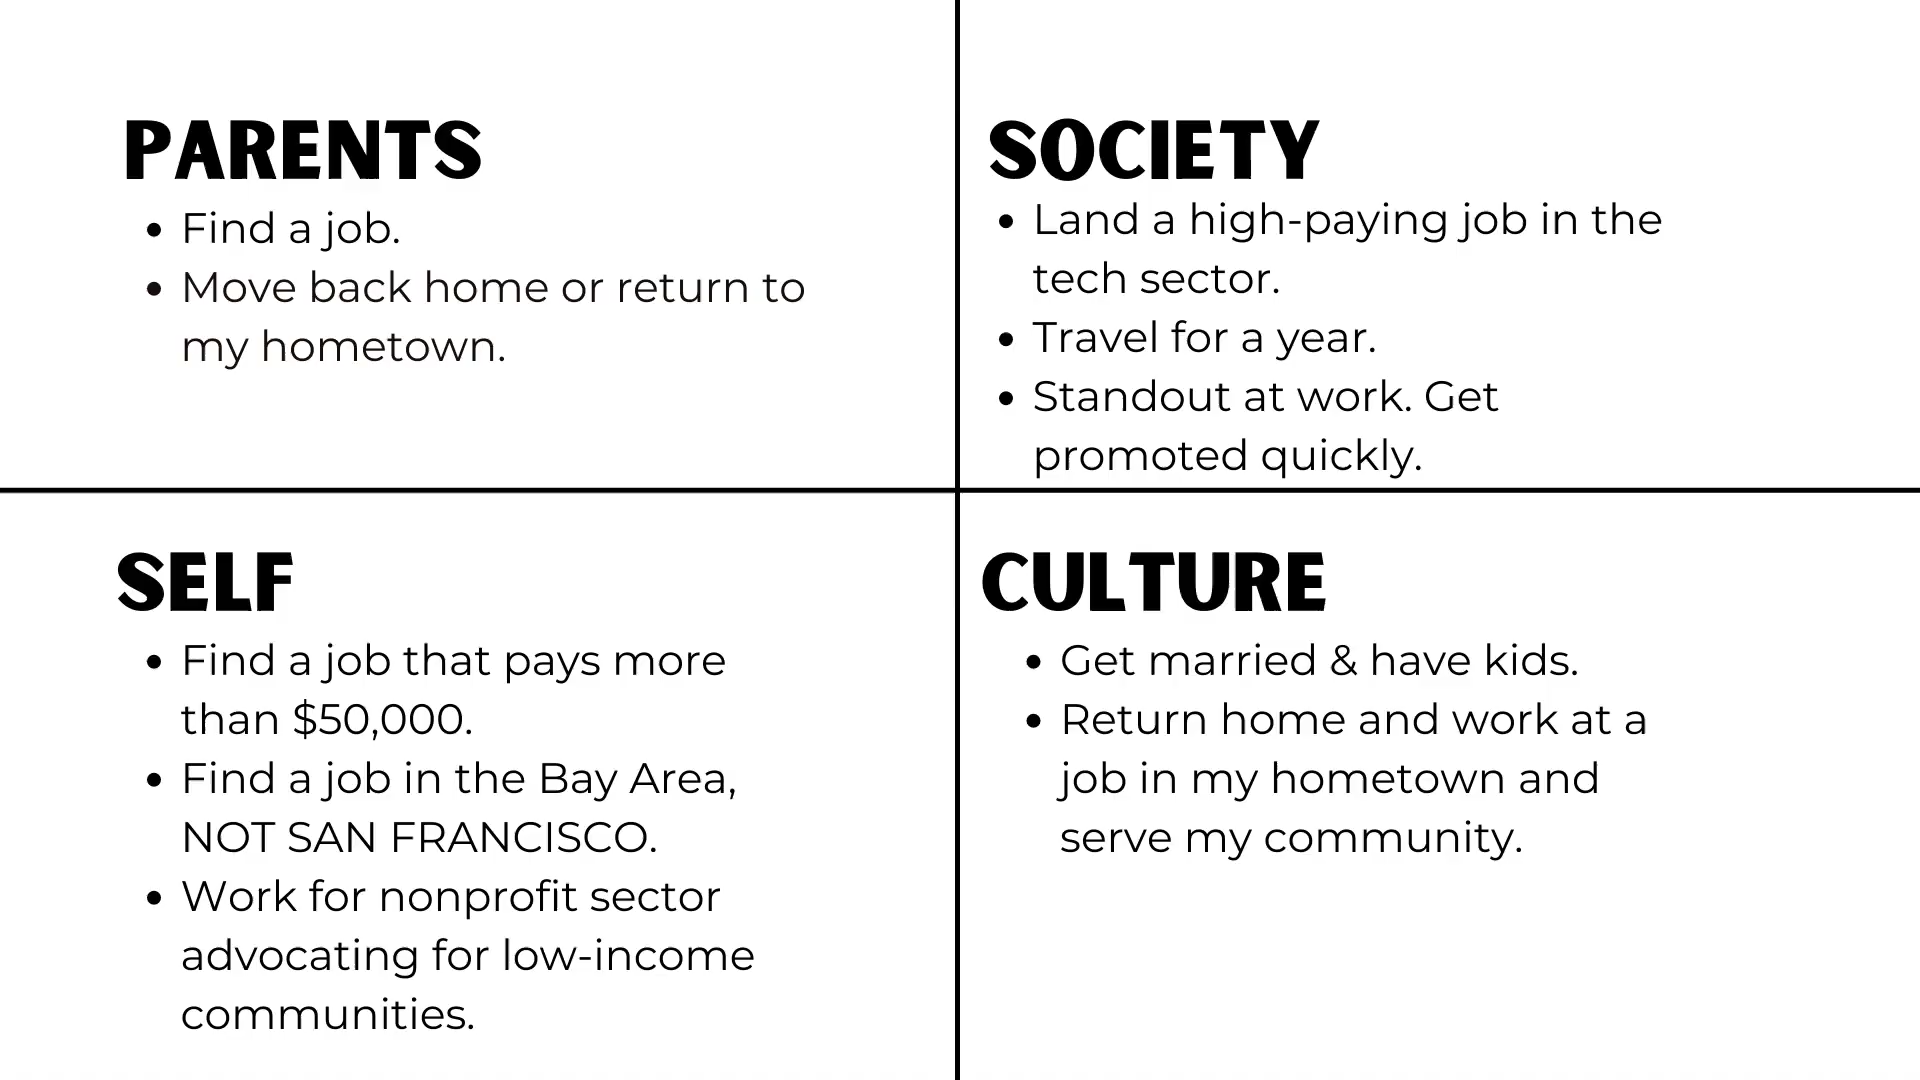 PARENTS
• Find a job.
• Move back home or return to
my hometown.
SOCIETY
• Land a high-paying job in the
tech sector.
• Travel for a year.
• Standout at work. Get
promoted quickly.
SELF
• Find a job that pays more
than $50,000.
• Find a job in the Bay Area,
NOT SAN FRANCISCO.
• Work for nonprofit sector
advocating for low-income
communities.
CULTURE
• Get married & have kids.
• Return home and work at a
job in my hometown and
serve my community.